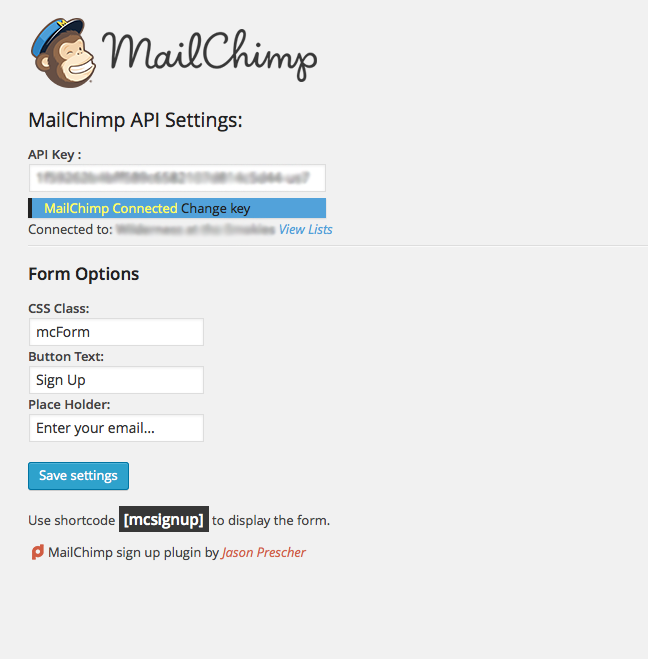 MailChimp
MailChimp API Settings:
API Key :
MailChimp Connected Change key
Connected to: View Lists
Form Options
CSS Class:
mcForm
Button Text:
Sign Up
Place Holder:
Enter your email...
Save settings
Use shortcode [mcsignup] to display the form.
MailChimp sign up plugin by Jason Prescher